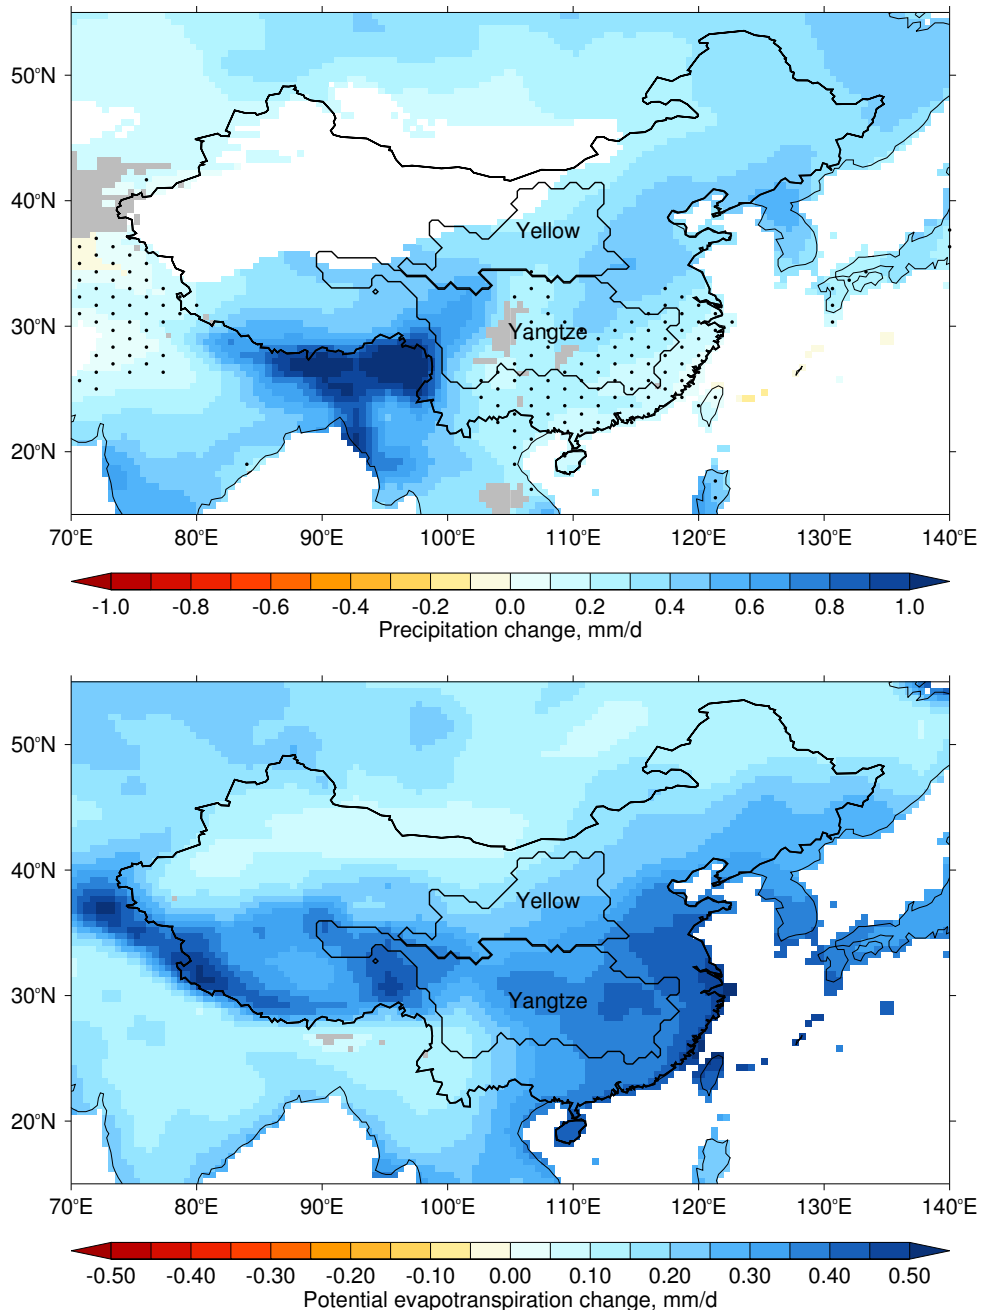 50°N
40°N
30°N
20°N
Yellow
Yangtze
70°E 80°E 90°E 100°E 110°E 120°E 130°E 140°E
-1.0 -0.8 -0.6 -0.4 -0.2 0.0 0.2 0.4 0.6 0.8 1.0
Precipitation change, mm/d
50°N
40°N
30°N
20°N
Yellow
Yangtze
70°E 80°E 90°E 100°E 110°E 120°E 130°E 140°E
-0.50 -0.40 -0.30 -0.20 -0.10 0.00 0.10 0.20 0.30 0.40 0.50
Potential evapotranspiration change, mm/d